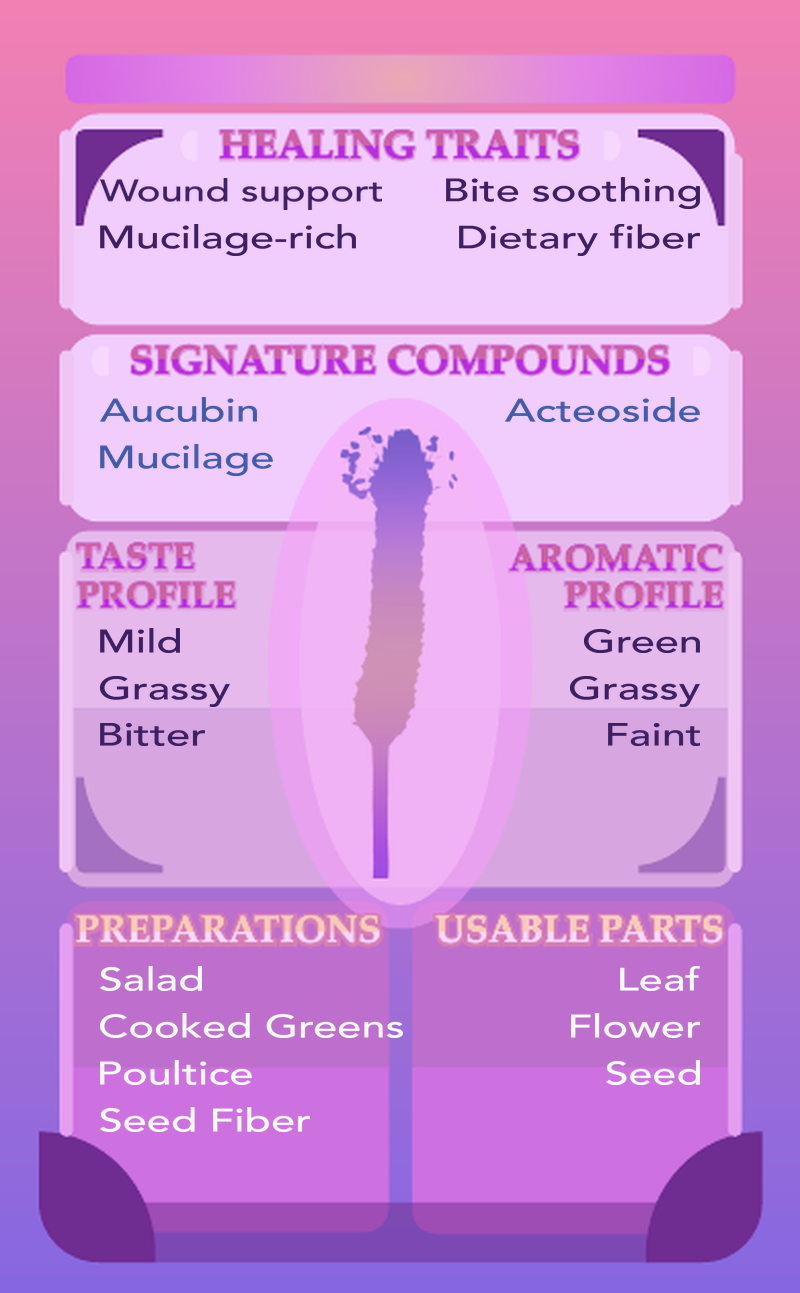 HEALING TRAITS
Wound support Bite soothing
Mucilage-rich Dietary fiber
SIGNATURE COMPOUNDS
Aucubin Acteoside
Mucilage
TASTE
PROFILE
Mild
Grassy
Bitter
AROMATIC
PROFILE
Green
Grassy
Faint
PREPARATIONS
Salad
Cooked Greens
Poultice
Seed Fiber
USABLE PARTS
Leaf
Flower
Seed